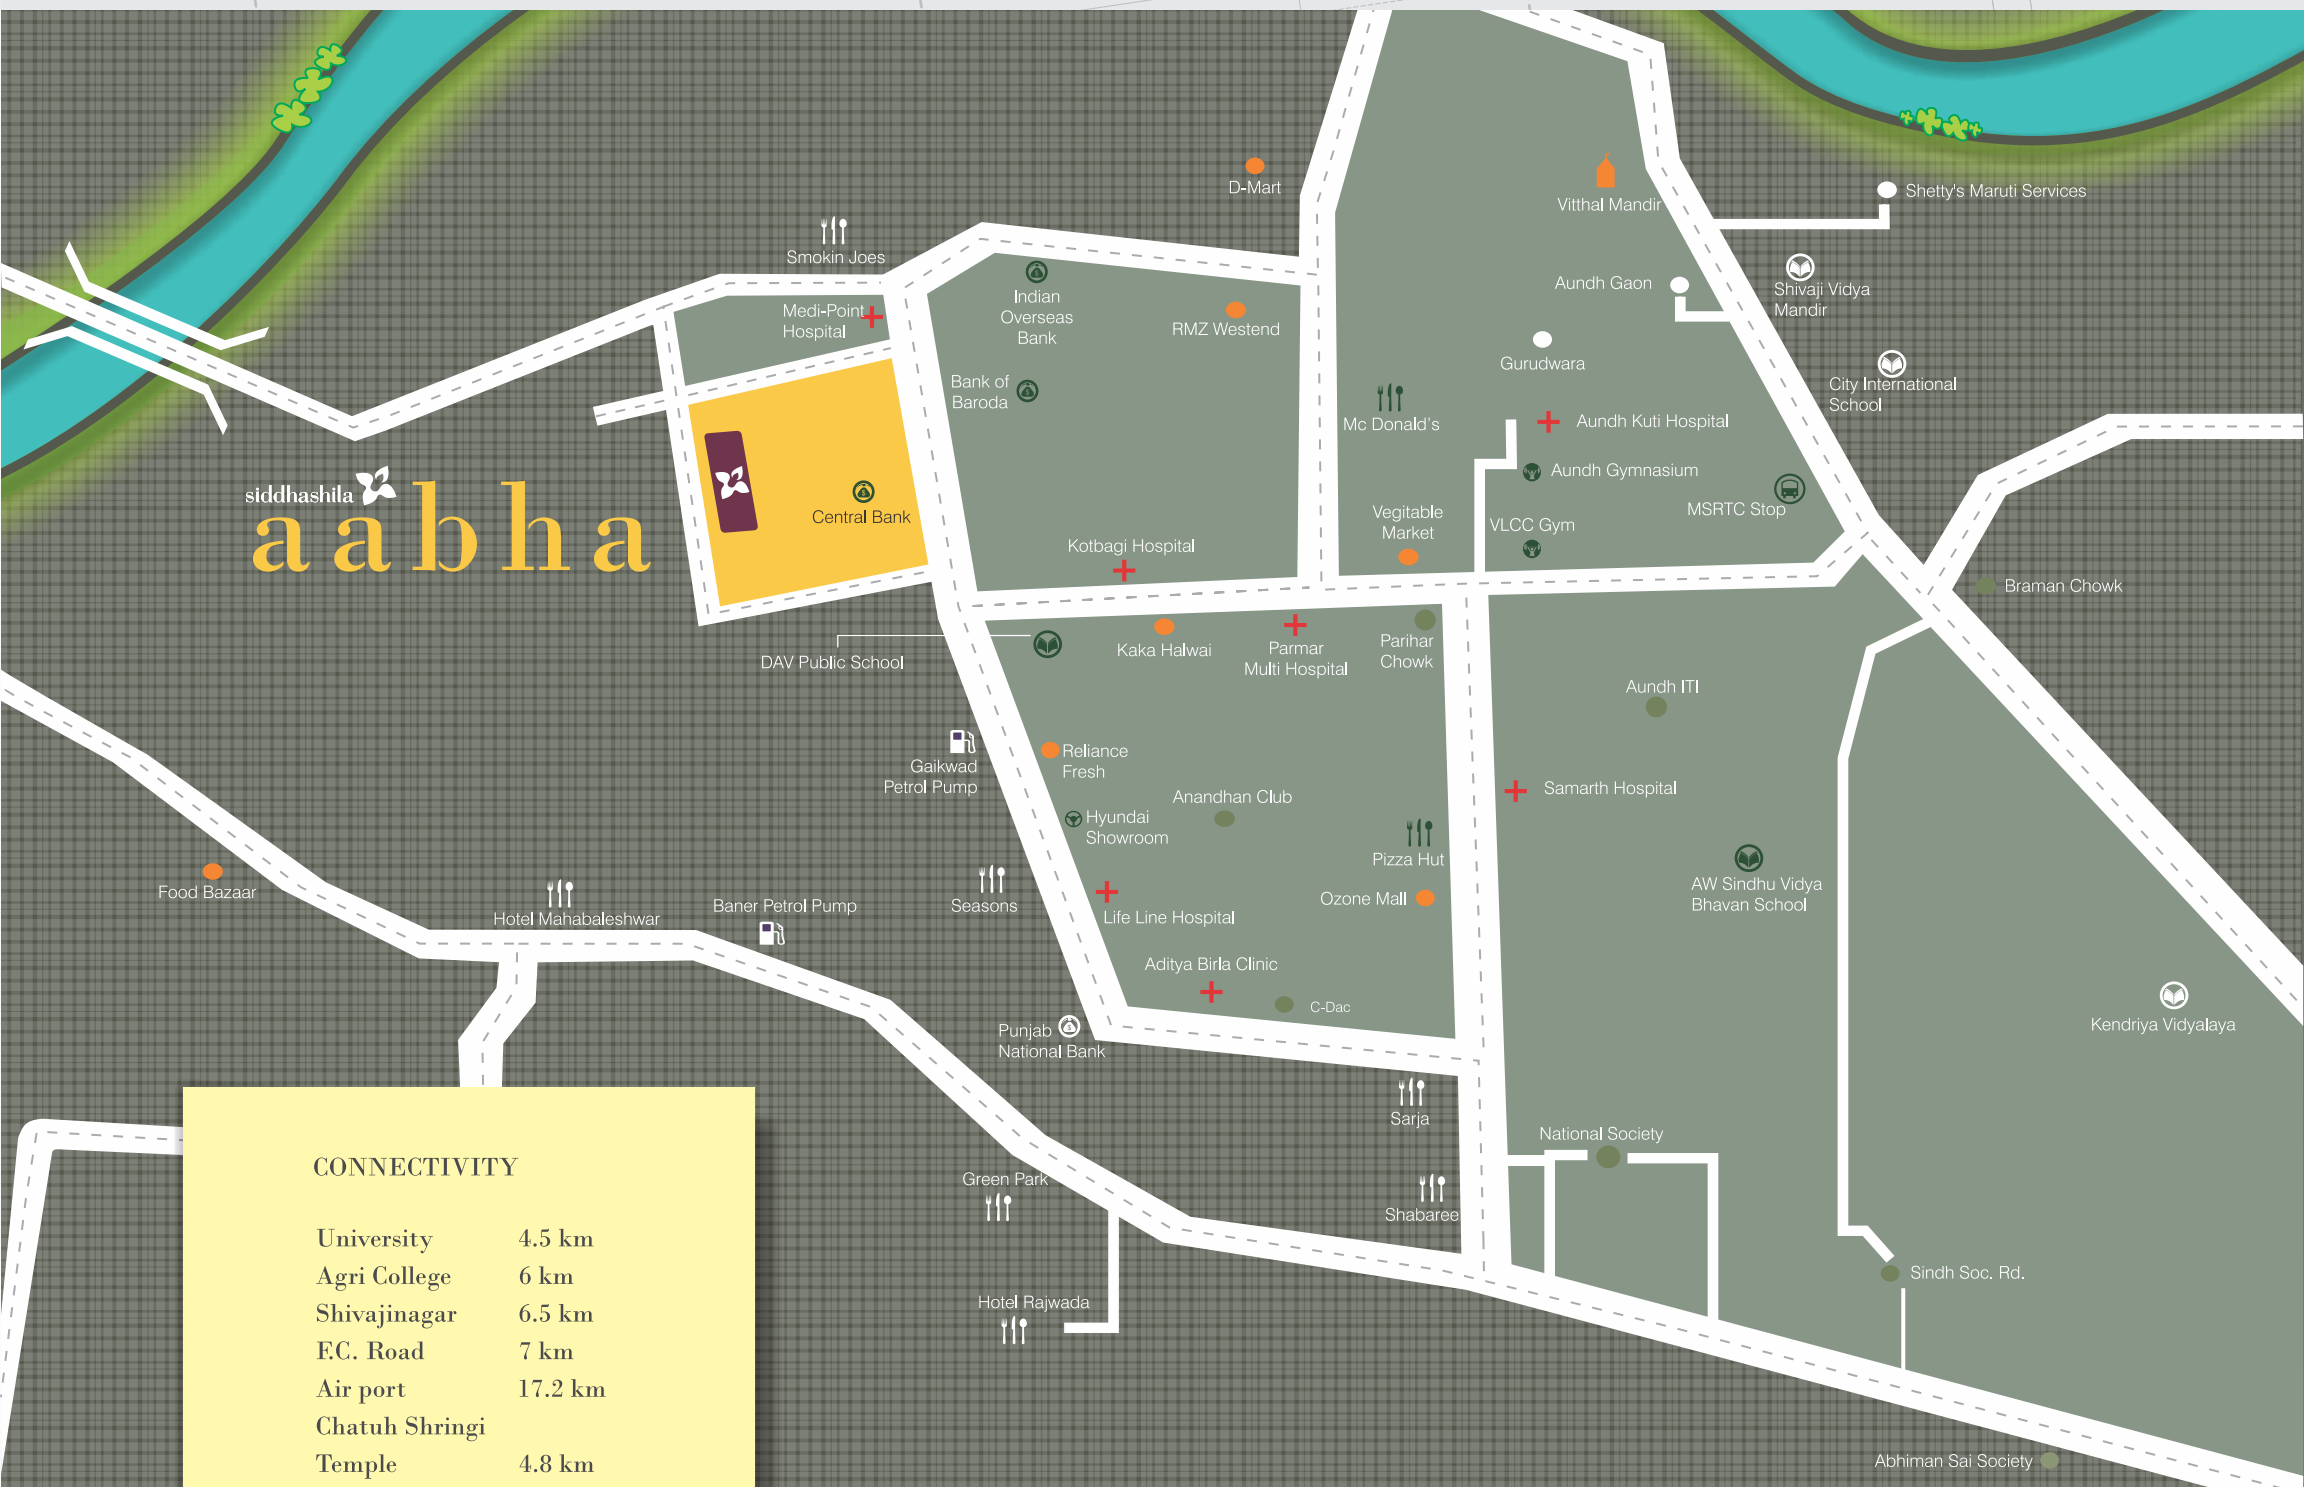 D-Mart
Vitthal Mandir
Shetty's Maruti Services
Smokin Joes
Aundh Gaon
Shivaji Vidya
Mandir
Medi-Point
Hospital
Indian
Overseas
Bank
RMZ Westend
Gurudwara
City International
School
Bank of
Baroda
Mc Donald's
Aundh Kuti Hospital
Aundh Gymnasium
siddhashila
aabha
Central Bank
MSRTC Stop
Vegitable
Market
VLCC Gym
Kotbagi Hospital
Braman Chowk
DAV Public School
Kaka Halwai
Parmar
Multi Hospital
Parihar
Chowk
Aundh ITI
Gaikwad
Petrol Pump
Reliance
Fresh
Anandhan Club
Samarth Hospital
Hyundai
Showroom
Pizza Hut
Food Bazaar
Hotel Mahabaleshwar
Baner Petrol Pump
Seasons
Life Line Hospital
Ozone Mall
AW Sindhu Vidya
Bhavan School
Aditya Birla Clinic
C-Dac
Punjab
National Bank
Kendriya Vidyalaya
Sarja
National Society
Green Park
Shabaree
Hotel Rajwada
Sindh Soc. Rd.
Abhiman Sai Society
CONNECTIVITY
University 4.5 km
Agri College 6 km
Shivajinagar 6.5 km
F.C. Road 7 km
Air port 17.2 km
Chatuh Shringi
Temple 4.8 km